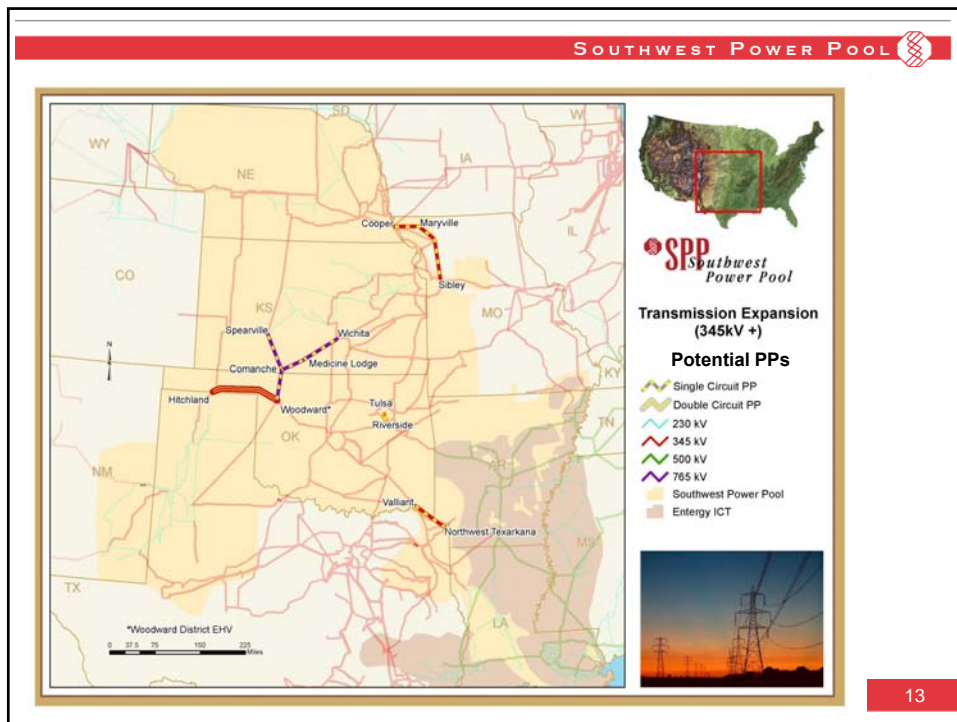 SOUTHWEST POWER POOL
SD
WY
W
IA
NE
Cooper
Maryville
IL
CO
Sibley
KS
MO
Spearville
Wichita
N
Medicine Lodge
Comanche
KY
Hitchland
Woodward*
Tulsa
Riverside
TN
OK
AR
NM
Valliant
Northwest Texarkana
MS
TX
LA
*Woodward District EHV
0 37.5 75 150 225
Miles
SPP Southwest
Power Pool
Transmission Expansion
(345kV +)
Potential PPs
Single Circuit PP
Double Circuit PP
230 kV
345 kV
500 kV
765 kV
Southwest Power Pool
Entergy ICT
13